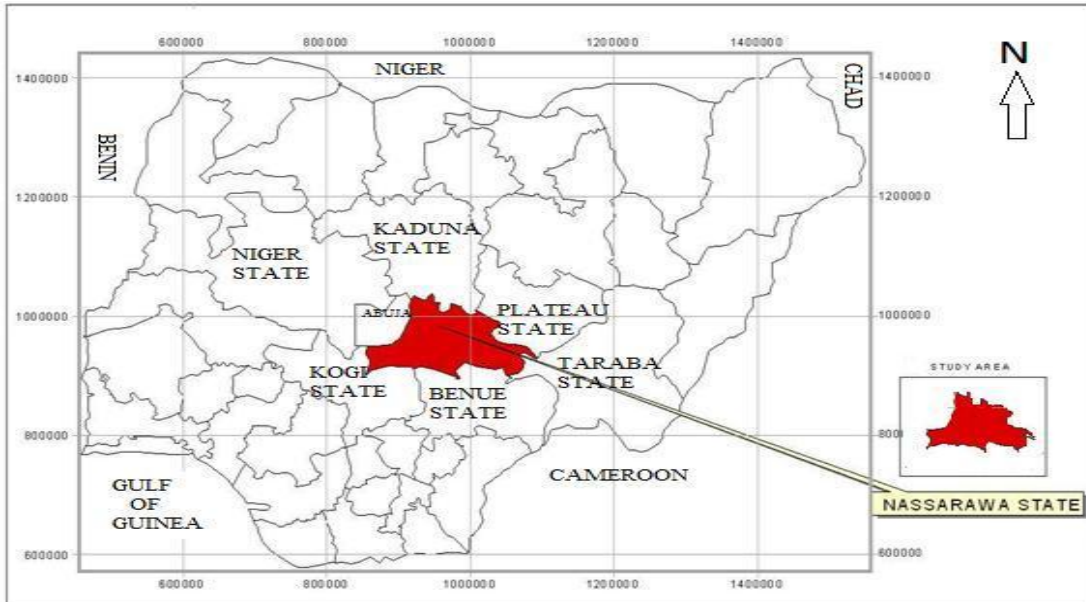 600000 800000 1000000 1200000 1400000
N
NIGER
CHAD
1400000 1400000
BENIN
1200000 1200000
KADUNA
STATE
NIGER
STATE
ABUJA
PLATEAU
STATE
1000000 1000000
TARABA
STATE
KOGI
STATE
BENUE
STATE
STUDY AREA
800000 800
CAMEROON
GULF
OF
GUINEA
NASSARAWA STATE
600000 600000
600000 800000 1000000 1200000 1400000